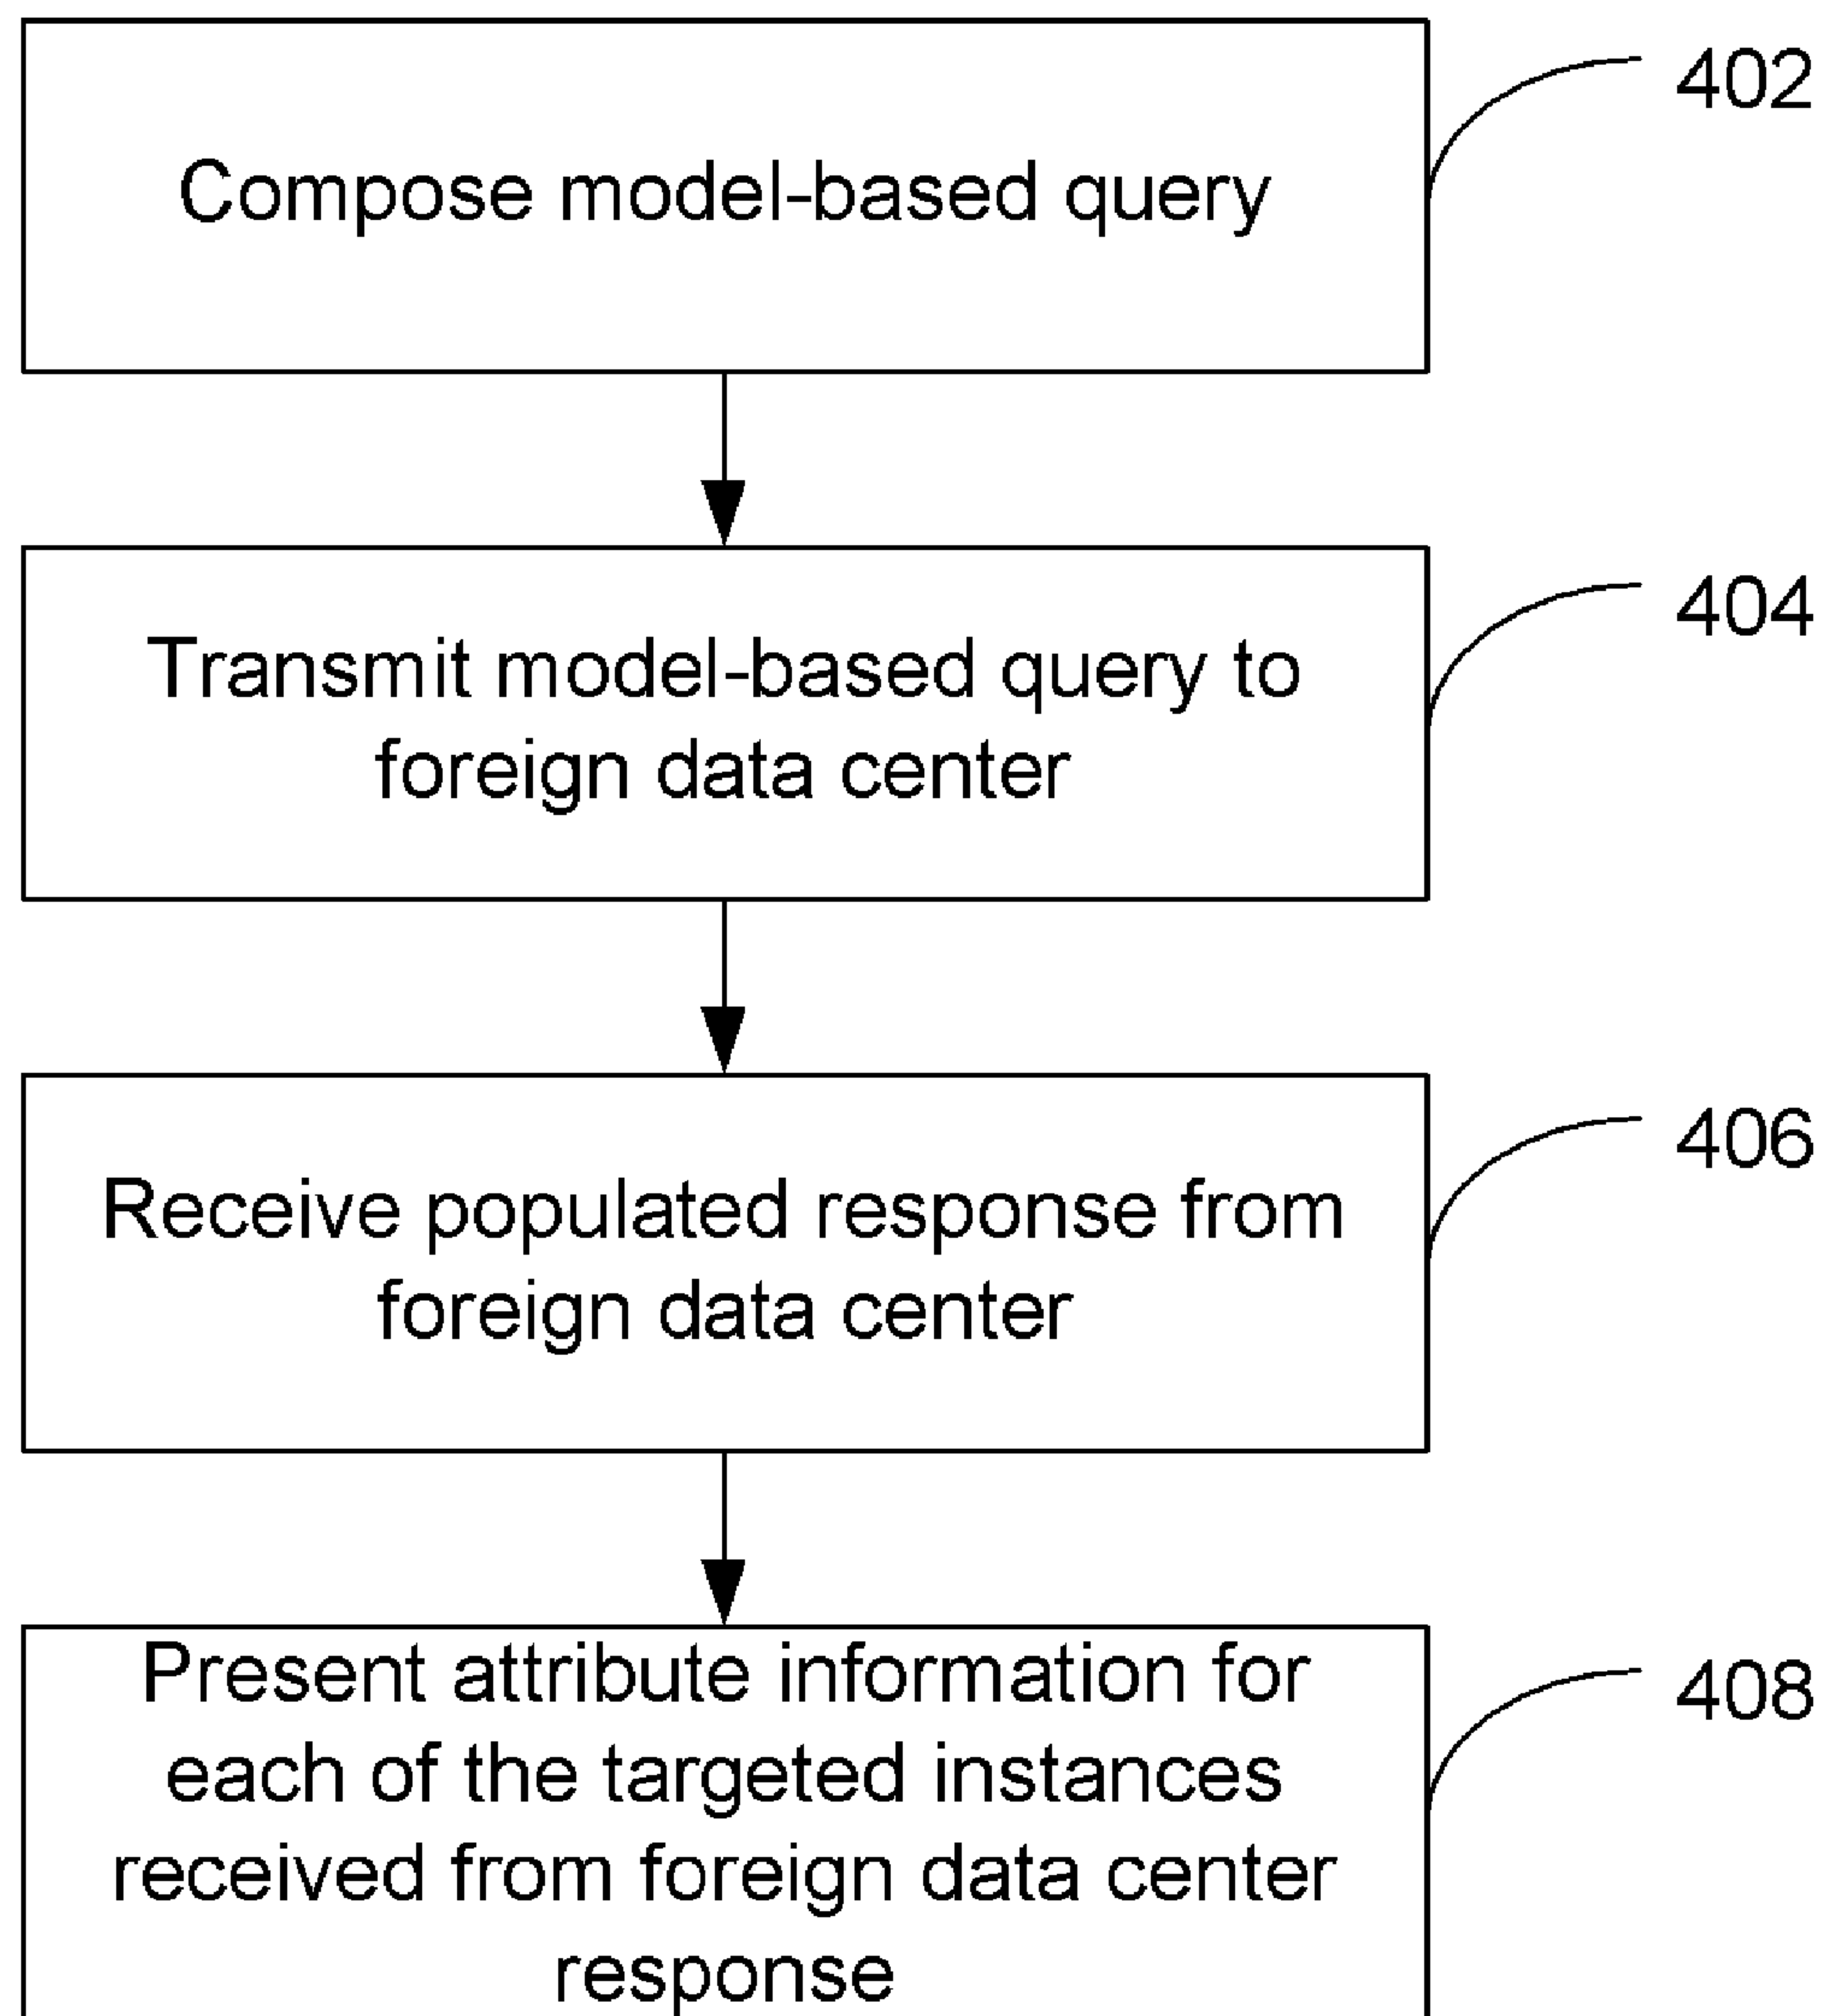 Compose model-based query
402
Transmit model-based query to
foreign data center
404
Receive populated response from
foreign data center
406
Present attribute information for
each of the targeted instances
received from foreign data center
response
408